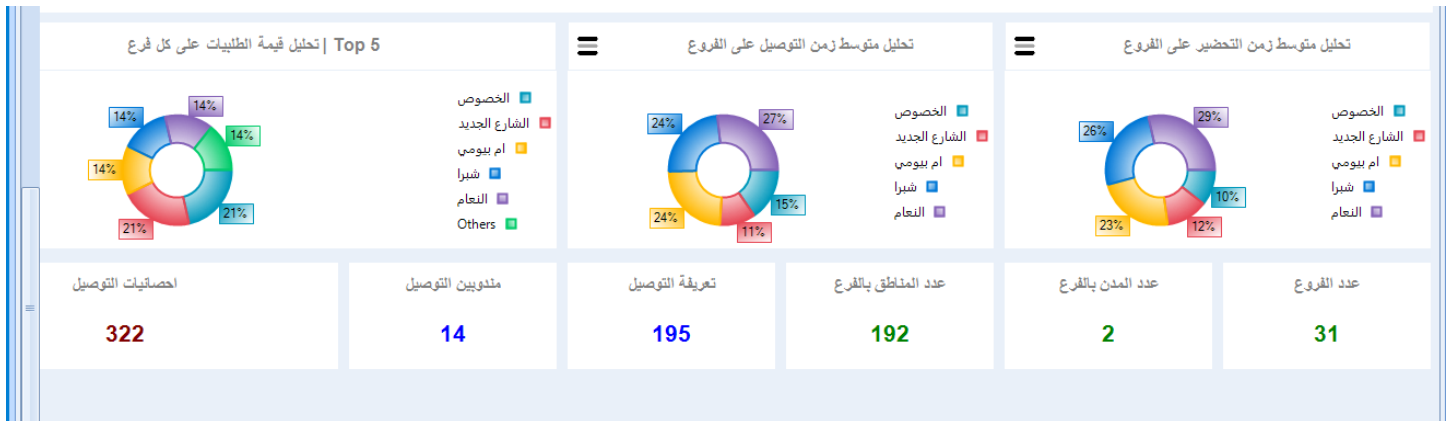 تحليل متوسط زمن التحضير على الفروع
الخصوص
الشارع الجديد
ام بيومي
شبرا
النعام
29%
26%
10%
23%
12%
تحليل متوسط زمن التوصيل على الفروع
الخصوص
الشارع الجديد
ام بيومي
شبرا
النعام
27%
24%
15%
24%
11%
Top 5 | تحليل قيمة الطلبيات على كل فرع
الخصوص
الشارع الجديد
ام بيومي
شبرا
النعام
Others
14%
14%
14%
14%
21%
21%
عدد الفروع
31
عدد المدن بالفرع
2
عدد المناطق بالفرع
192
تعريفة التوصيل
195
مندوبين التوصيل
14
احصائيات التوصيل
322